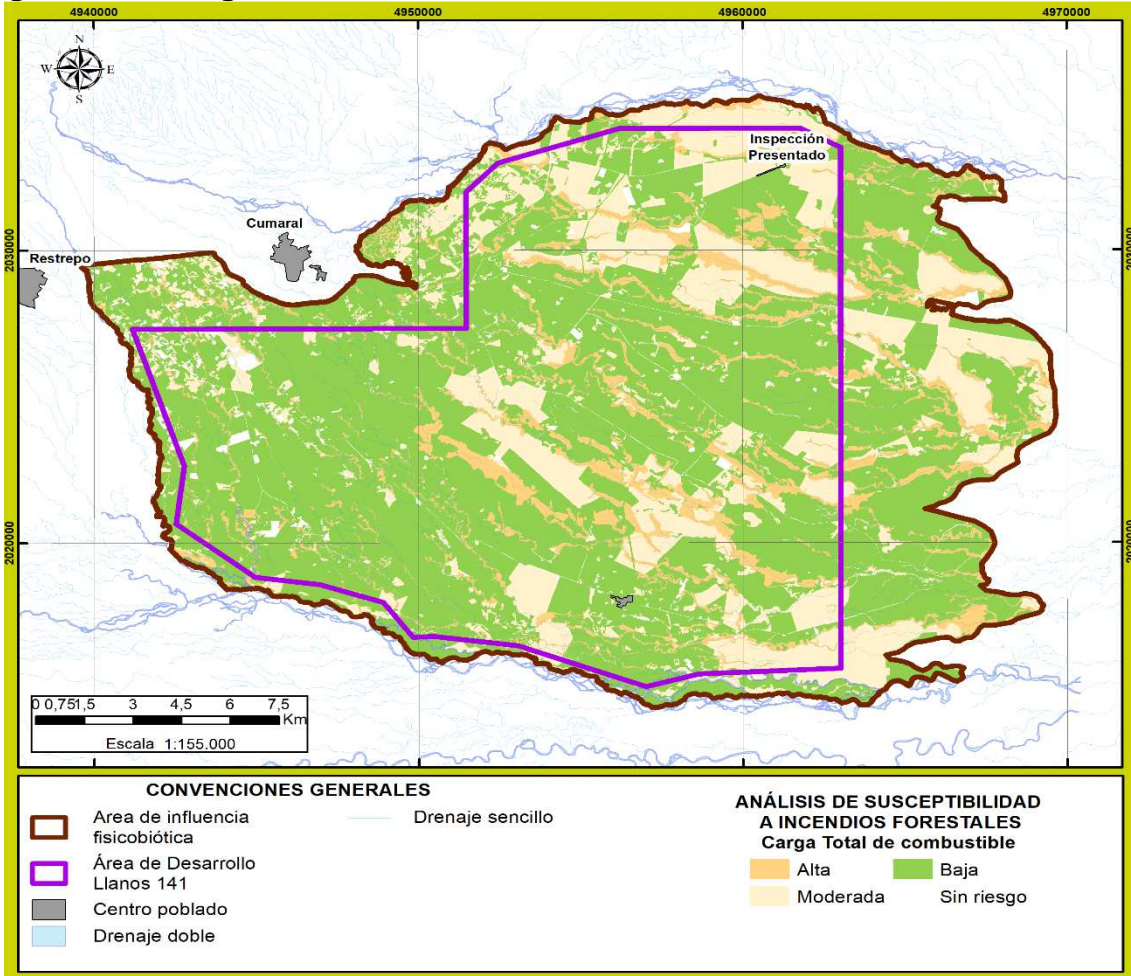 4940000 4950000 4960000 4970000
N
W E
S
Inspección
Presentado
Cumaral
Restrepo
2030000 2030000
2020000 2020000
0 0,751,5 3 4,5 6 7,5
Km
Escala 1:155.000
CONVENCIONES GENERALES
Area de influencia
fisicobiótica
Drenaje sencillo
Área de Desarrollo
Llanos 141
Centro poblado
Drenaje doble
ANÁLISIS DE SUSCEPTIBILIDAD
A INCENDIOS FORESTALES
Carga Total de combustible
Alta Baja
Moderada Sin riesgo